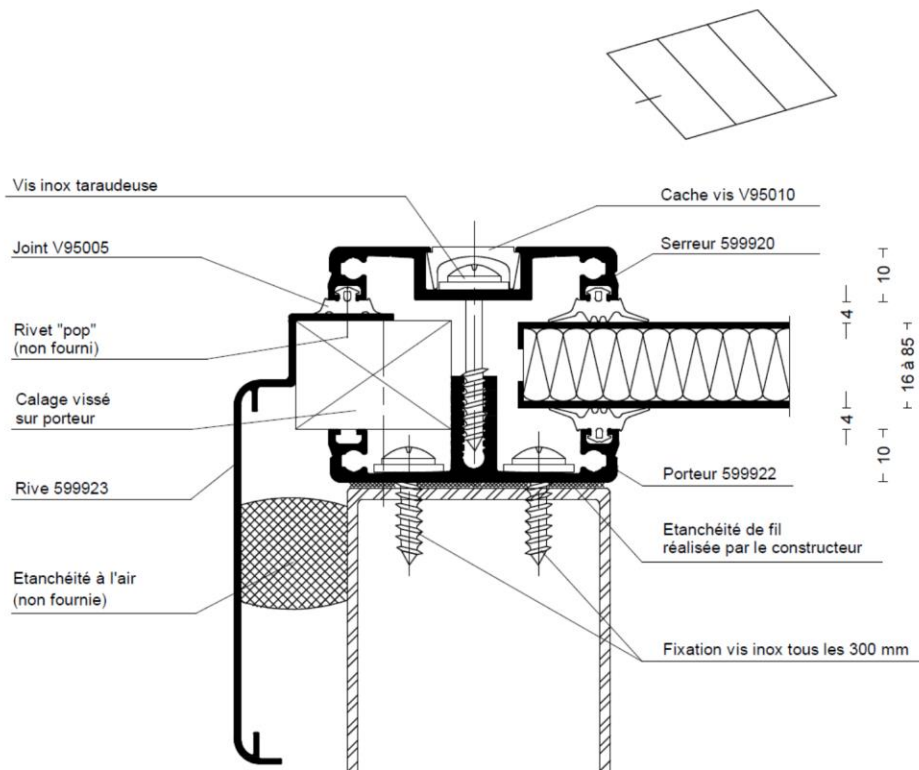 Vis inox taraudeuse
Joint V95005
Rivet "pop"
(non fourni)
Calage vissé
sur porteur
Rive 599923
Etanchéité à l'air
(non fournie)
Cache vis V95010
Serreur 599920
10
4
16 à 85
4
10
Porteur 599922
Etanchéité de fil
réalisée par le constructeur
Fixation vis inox tous les 300 mm